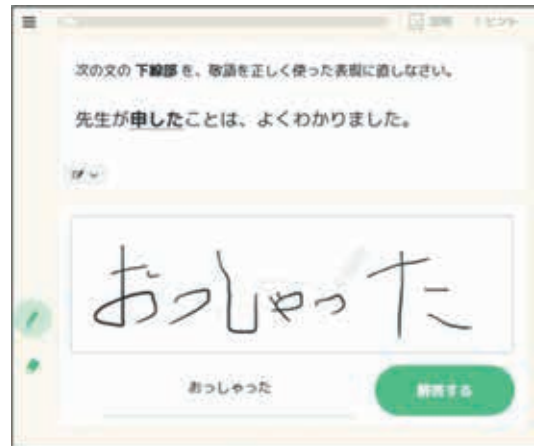 ヒント
次の文の 下線部 を、敬語を正しく使った表現に直しなさい。
先生が申したことは、よくわかりました。
おっしゃった
おっしゃった
解答する